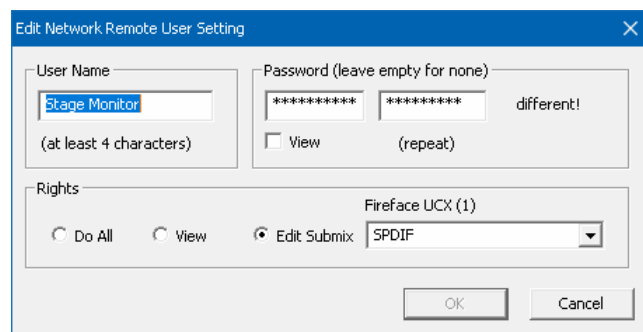 Edit Network Remote User Setting
User Name
Password (leave empty for none)
Stage Monitor
********** ********* different!
(at least 4 characters)
View (repeat)
Rights
Fireface UCX (1)
Do All View Edit Submix SPDIF
OK Cancel